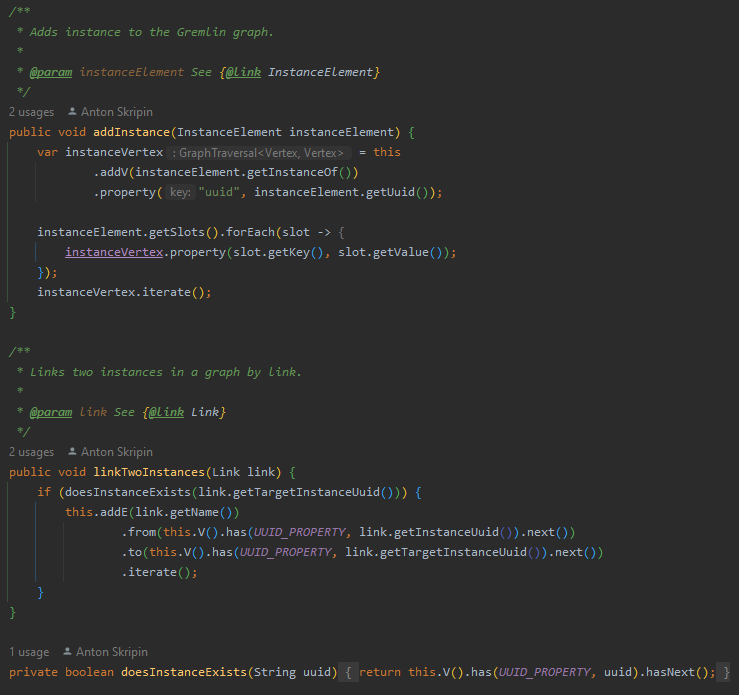 /**
 * Adds instance to the Gremlin graph.
 *
 * @param instanceElement See {@link InstanceElement}
 */
2 usages Anton Skripin
public void addInstance(InstanceElement instanceElement) {
    var instanceVertex : GraphTraversal<Vertex, Vertex> = this
            .addV(instanceElement.getInstanceOf())
            .property( key: "uuid", instanceElement.getUuid());

    instanceElement.getSlots().forEach(slot -> {
        instanceVertex.property(slot.getKey(), slot.getValue());
    });
    instanceVertex.iterate();
}

/**
 * Links two instances in a graph by link.
 *
 * @param link See {@link Link}
 */
2 usages Anton Skripin
public void linkTwoInstances(Link link) {
    if (doesInstanceExists(link.getTargetInstanceUuid())) {
        this.addE(link.getName())
                .from(this.V().has(UUID_PROPERTY, link.getInstanceUuid()).next())
                .to(this.V().has(UUID_PROPERTY, link.getTargetInstanceUuid()).next())
                .iterate();
    }
}

1 usage Anton Skripin
private boolean doesInstanceExists(String uuid) { return this.V().has(UUID_PROPERTY, uuid).hasNext(); }